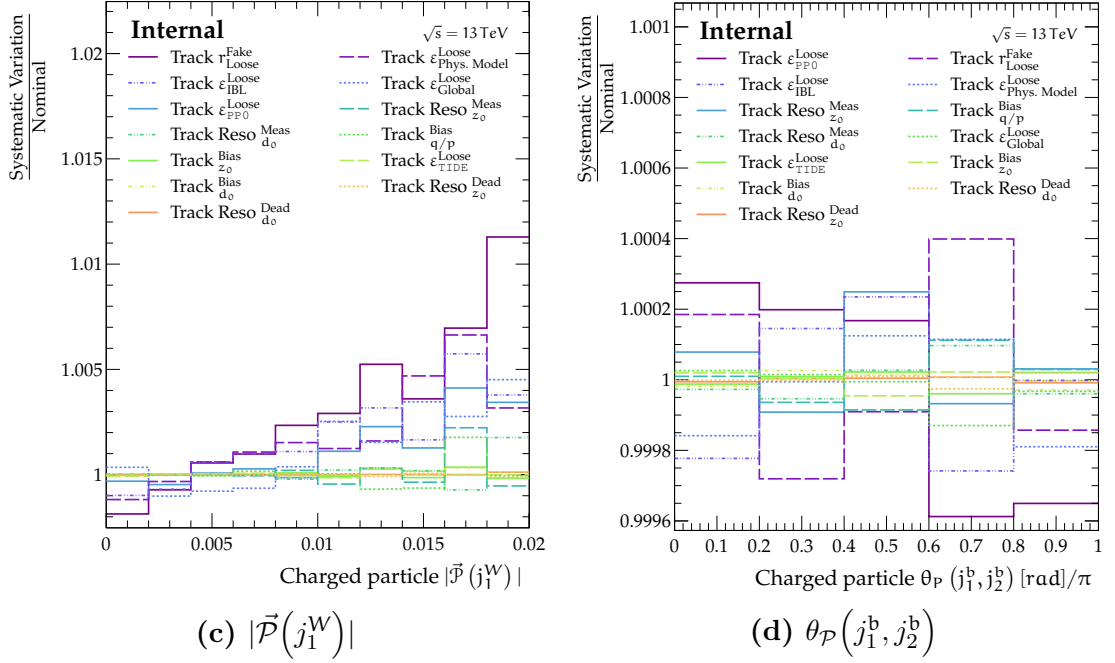 Systematic Variation
Nominal
Internal √s = 13 TeV
Track r^Fake_Loose Track ε^Loose_Phys. Model
Track ε^Loose_IBL Track ε^Loose_Global
Track ε^Loose_PP0 Track Reso ^Meas_z₀
Track Reso ^Meas_d₀ Track ^Bias_q/p
Track ^Bias_z₀ Track ε^Loose_TIDE
Track ^Bias_d₀ Track Reso ^Dead_z₀
Track Reso ^Dead_d₀
1.02
1.015
1.01
1.005
1
0 0.005 0.01 0.015 0.02
Charged particle |𝒫⃗ (j₁^W) |
(c) |𝒫⃗(j₁^W)|
Systematic Variation
Nominal
Internal √s = 13 TeV
Track ε^Loose_PP0 Track r^Fake_Loose
Track ε^Loose_IBL Track ε^Loose_Phys. Model
Track Reso ^Meas_z₀ Track ^Bias_q/p
Track Reso ^Meas_d₀ Track ε^Loose_Global
Track ε^Loose_TIDE Track ^Bias_z₀
Track ^Bias_d₀ Track Reso ^Dead_d₀
Track Reso ^Dead_z₀
1.001
1.0008
1.0006
1.0004
1.0002
1
0.9998
0.9996
0 0.1 0.2 0.3 0.4 0.5 0.6 0.7 0.8 0.9 1
Charged particle θ_P (j₁^b, j₂^b) [rad]/π
(d) θ_𝒫(j₁^b, j₂^b)